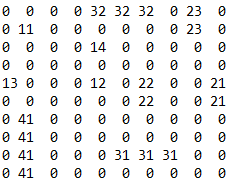 0 0 0 0 32 32 32 0 23 0
0 11 0 0 0 0 0 0 23 0
0 0 0 0 14 0 0 0 0 0
0 0 0 0 0 0 0 0 0 0
13 0 0 0 12 0 22 0 0 21
0 0 0 0 0 0 22 0 0 21
0 41 0 0 0 0 0 0 0 0
0 41 0 0 0 0 0 0 0 0
0 41 0 0 0 31 31 31 0 0
0 41 0 0 0 0 0 0 0 0